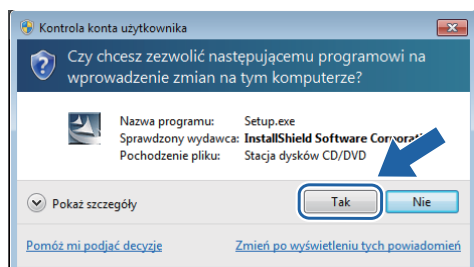 Kontrola konta użytkownika
Czy chcesz zezwolić następującemu programowi na
wprowadzenie zmian na tym komputerze?
Nazwa programu: Setup.exe
Sprawdzony wydawca: InstallShield Software
Pochodzenie pliku: Stacja dysków CD/DVD
Pokaż szczegóły Tak Nie
Pomóż mi podjąć decyzję Zmień po wyświetleniu tych powiadomień